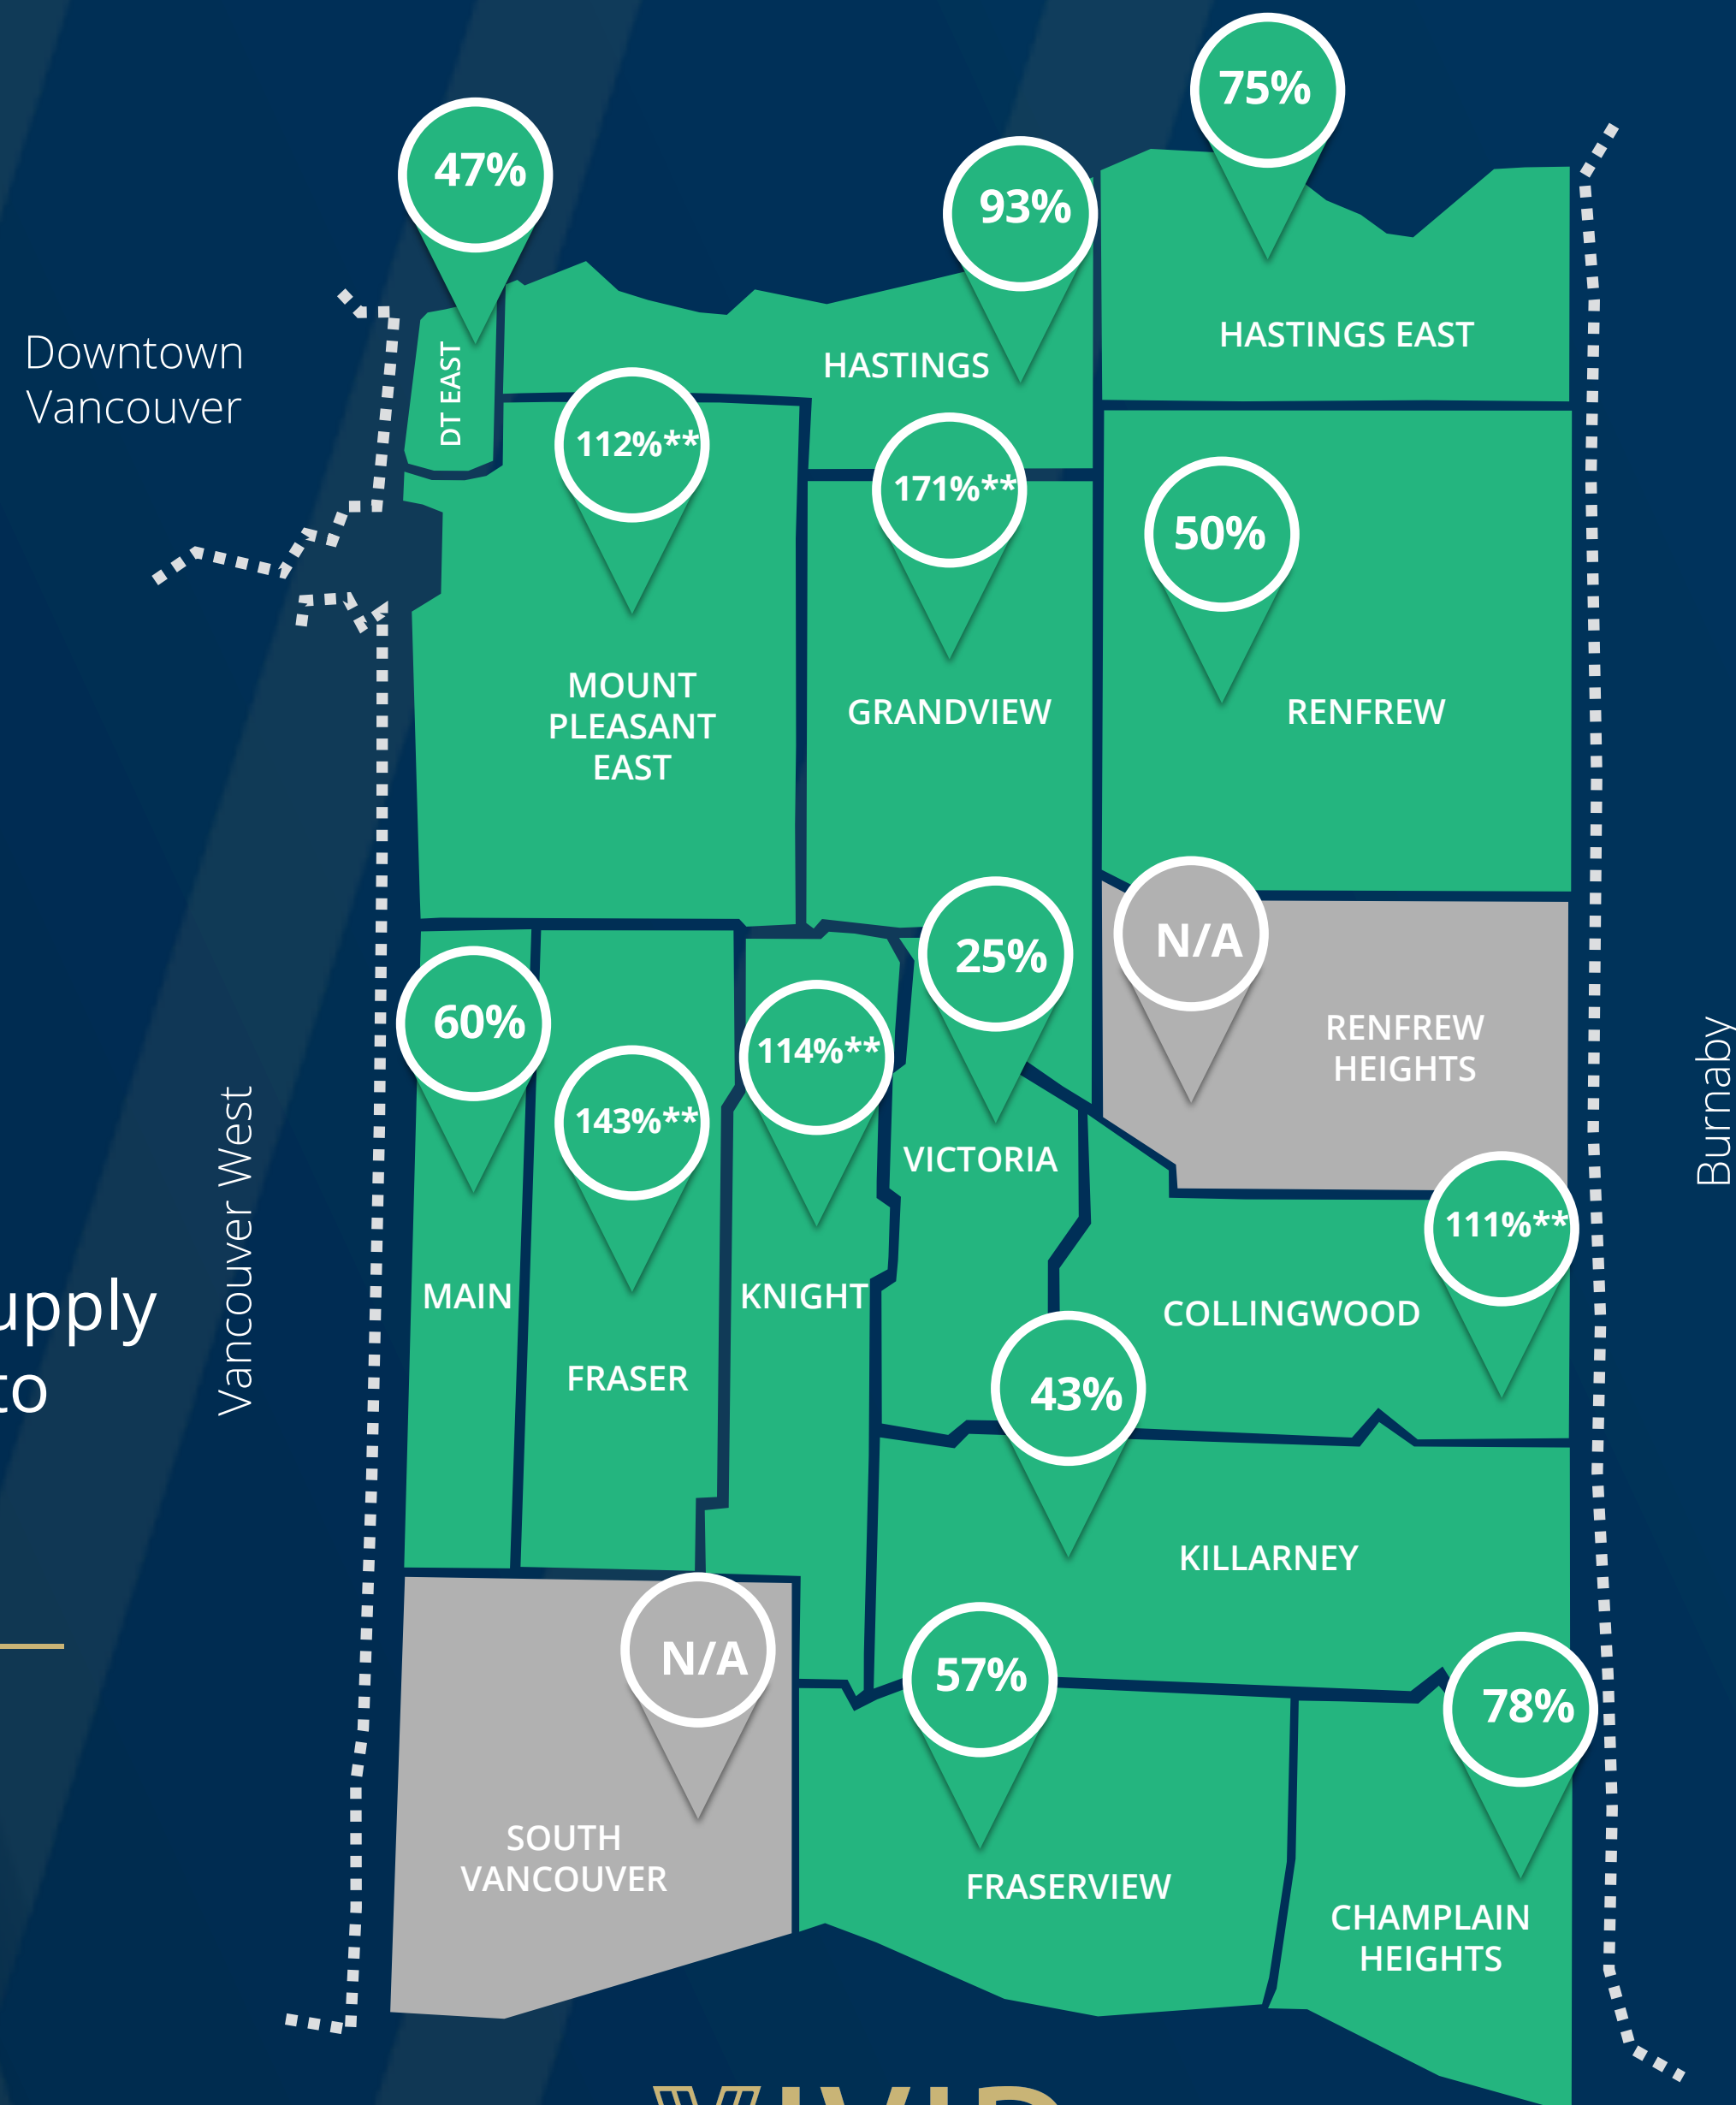 75%
47%
93%
HASTINGS EAST
Downtown
Vancouver
HASTINGS
DT EAST
112%**
171%**
50%
MOUNT
PLEASANT
EAST
GRANDVIEW
RENFREW
N/A
25%
60%
RENFREW
HEIGHTS
114%**
143%**
VICTORIA
Burnaby
Vancouver West
111%**
upply
to
MAIN
KNIGHT
COLLINGWOOD
FRASER
43%
KILLARNEY
N/A
57%
78%
SOUTH
VANCOUVER
FRASERVIEW
CHAMPLAIN
HEIGHTS